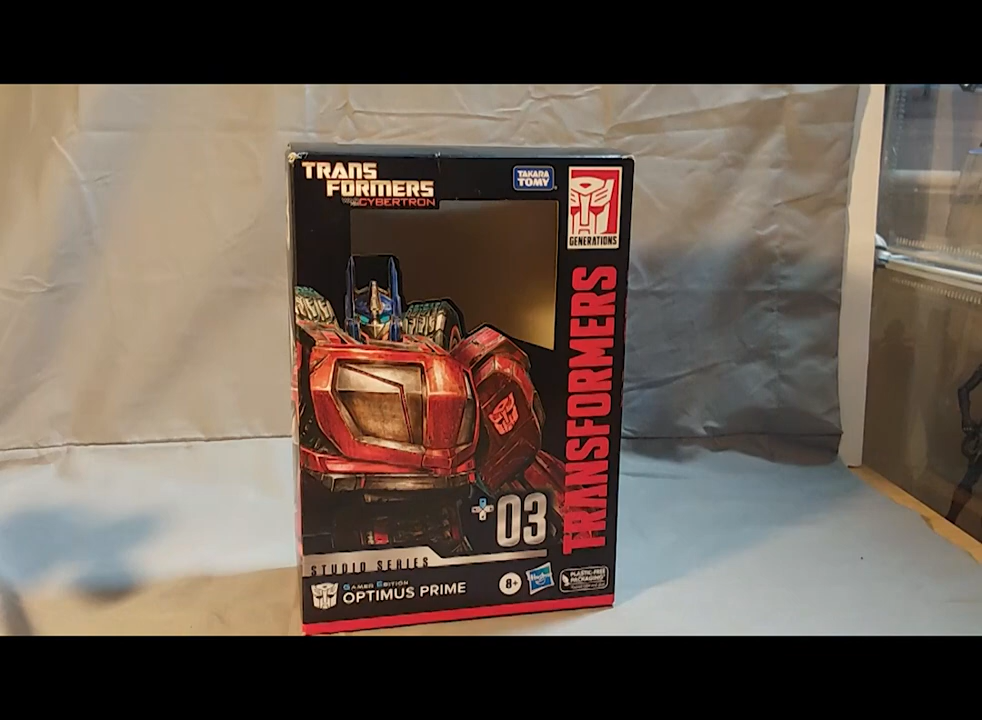 TRANS
FORMERS
CYBERTRON
TAKARA
TOMY
GENERATIONS
TRANSFORMERS
03
STUDIO SERIES
GAMER EDITION
OPTIMUS PRIME
8+
Hasbro
PLASTIC-FREE
PACKAGING